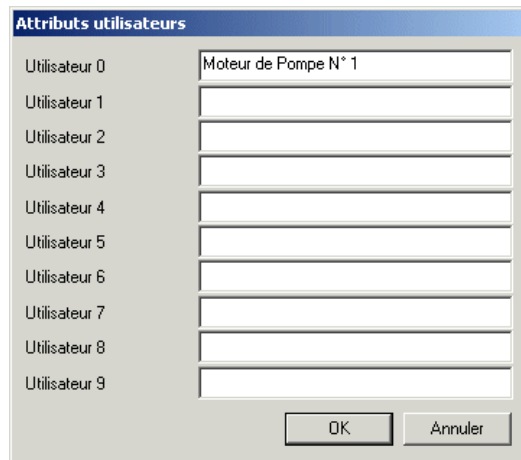 Attributs utilisateurs
Utilisateur 0 Moteur de Pompe N° 1
Utilisateur 1
Utilisateur 2
Utilisateur 3
Utilisateur 4
Utilisateur 5
Utilisateur 6
Utilisateur 7
Utilisateur 8
Utilisateur 9
OK Annuler